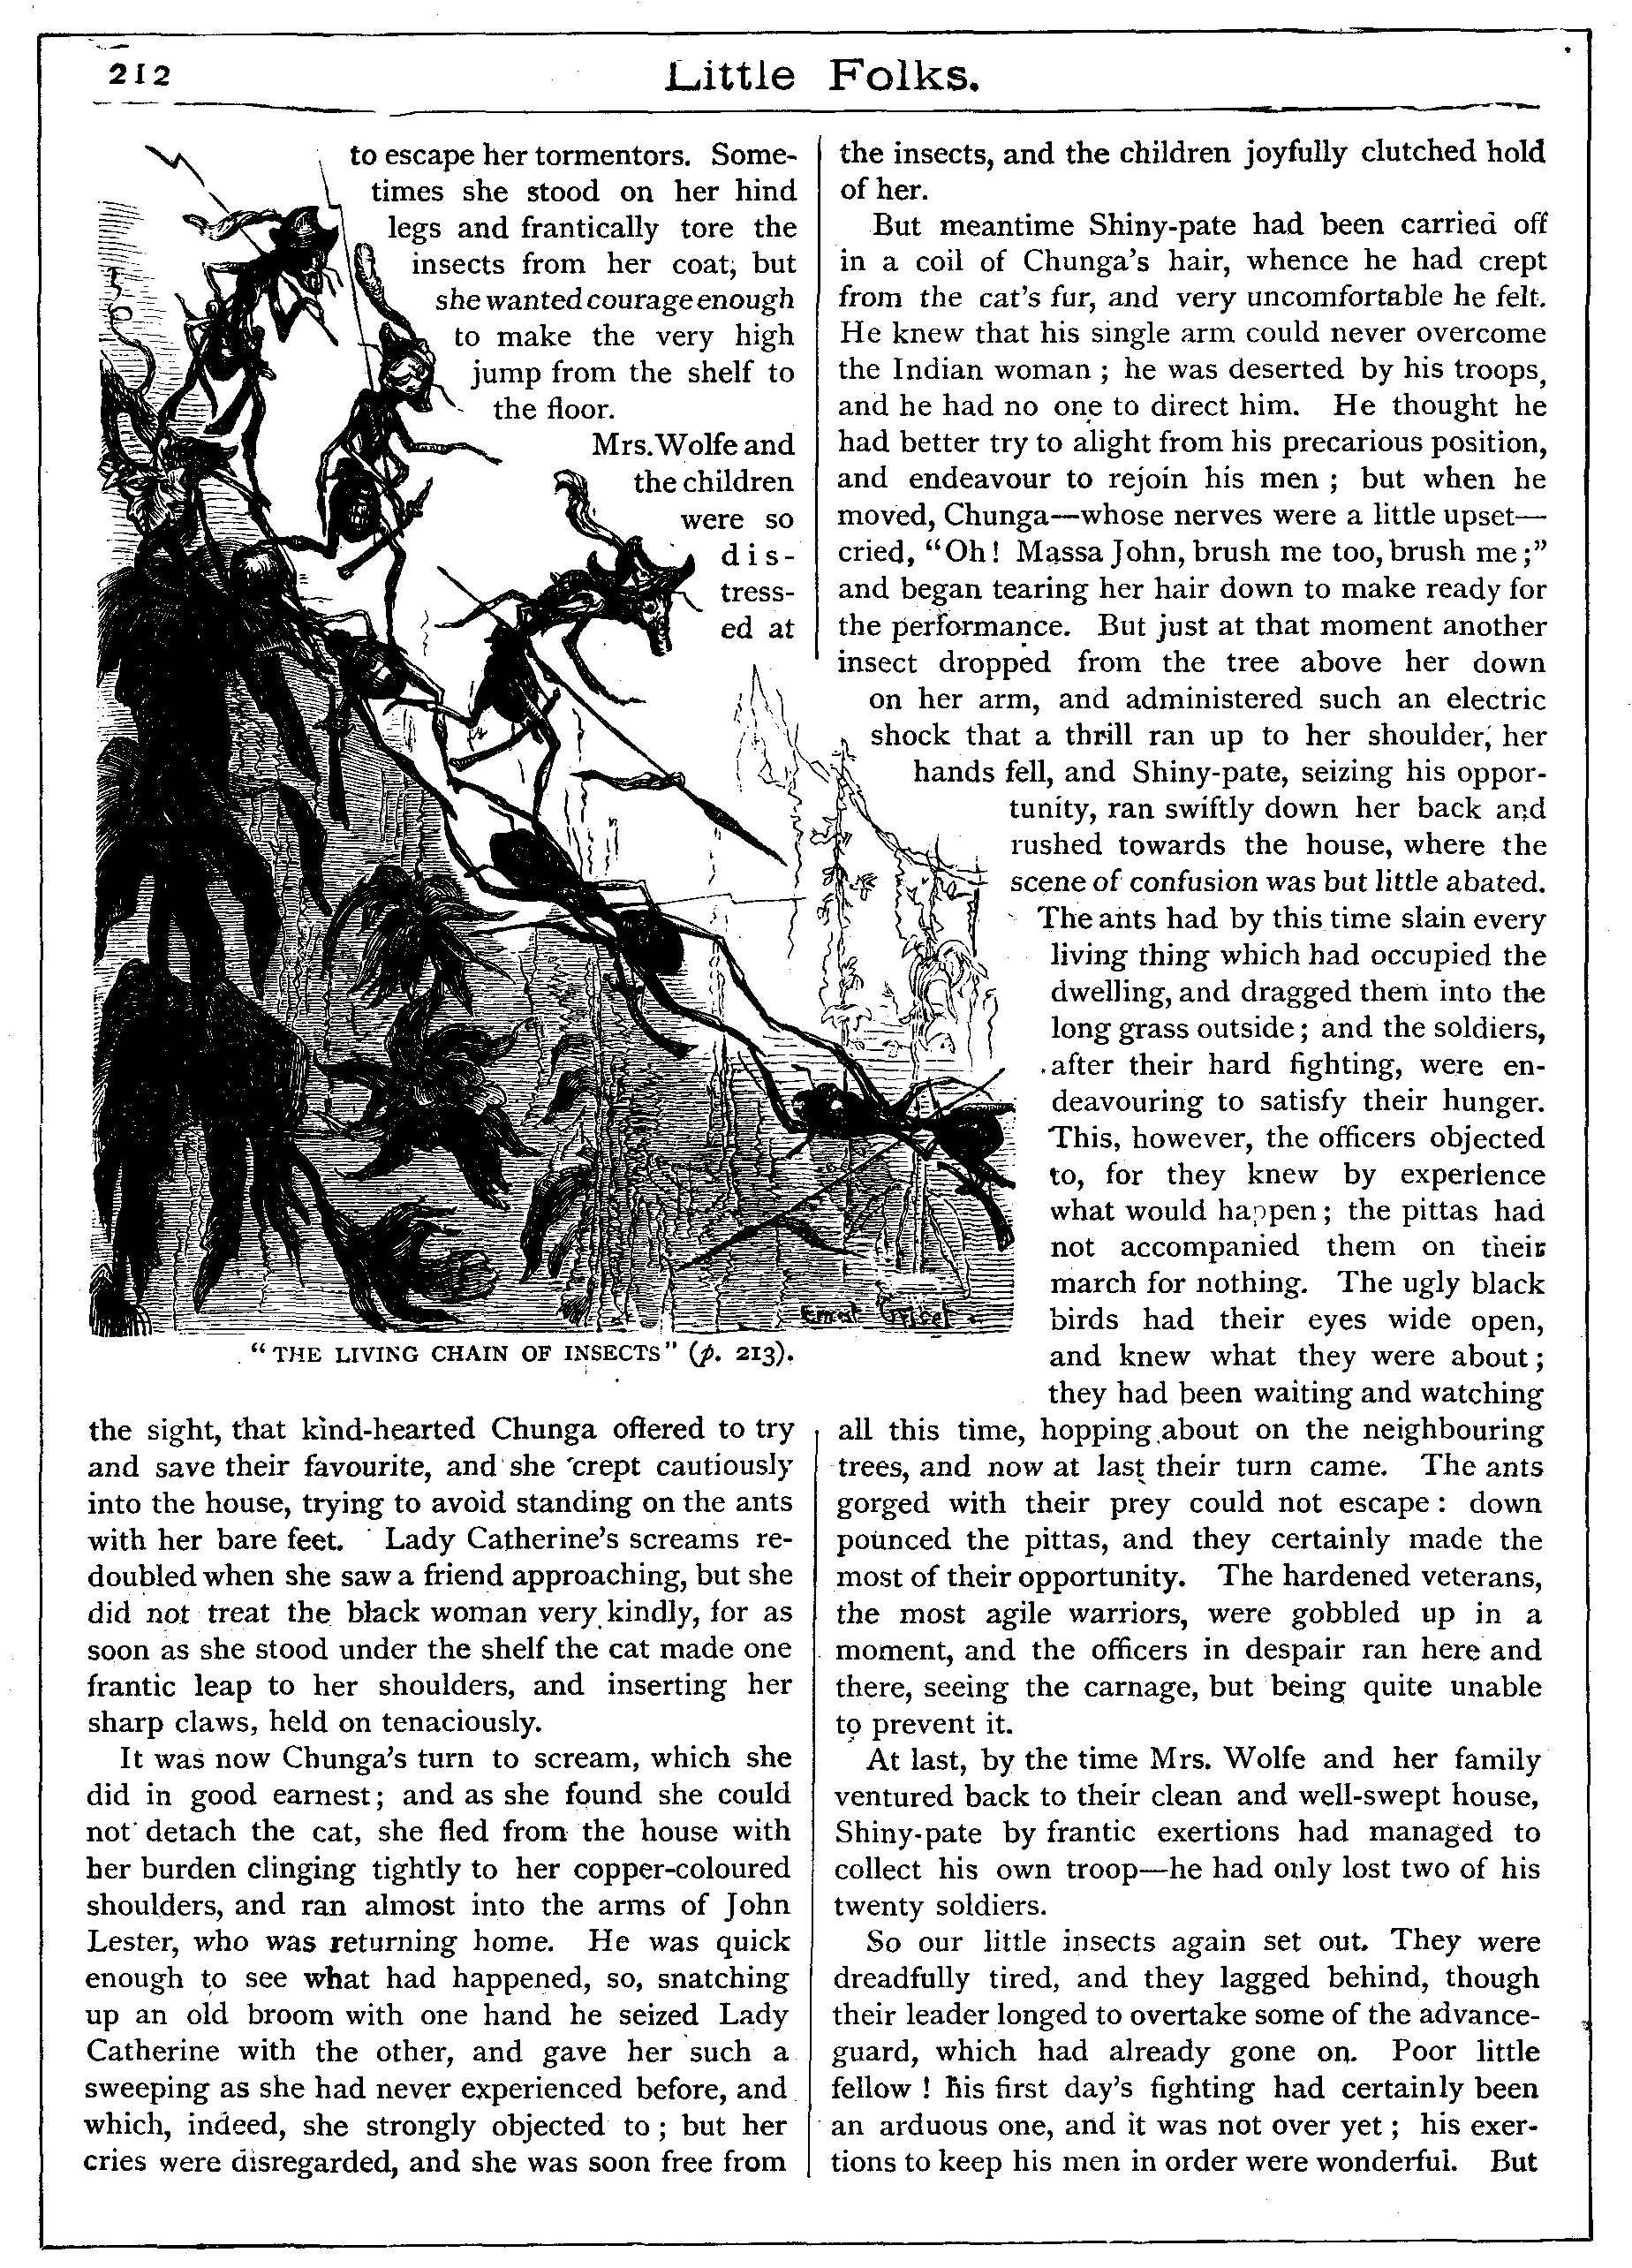 212
Little Folks.
to escape her tormentors. Some-
times she stood on her hind
legs and frantically tore the
insects from her coat, but
she wanted courage enough
to make the very high
jump from the shelf to
the floor.
Mrs. Wolfe and
the children
were so
dis-
tress-
ed at
"THE LIVING CHAIN OF INSECTS" (p. 213).
the sight, that kind-hearted Chunga offered to try
and save their favourite, and she crept cautiously
into the house, trying to avoid standing on the ants
with her bare feet. Lady Catherine's screams re-
doubled when she saw a friend approaching, but she
did not treat the black woman very kindly, for as
soon as she stood under the shelf the cat made one
frantic leap to her shoulders, and inserting her
sharp claws, held on tenaciously.
It was now Chunga's turn to scream, which she
did in good earnest; and as she found she could
not detach the cat, she fled from the house with
her burden clinging tightly to her copper-coloured
shoulders, and ran almost into the arms of John
Lester, who was returning home. He was quick
enough to see what had happened, so, snatching
up an old broom with one hand he seized Lady
Catherine with the other, and gave her such a
sweeping as she had never experienced before, and
which, indeed, she strongly objected to; but her
cries were disregarded, and she was soon free from
the insects, and the children joyfully clutched hold
of her.
But meantime Shiny-pate had been carried off
in a coil of Chunga's hair, whence he had crept
from the cat's fur, and very uncomfortable he felt.
He knew that his single arm could never overcome
the Indian woman; he was deserted by his troops,
and he had no one to direct him. He thought he
had better try to alight from his precarious position,
and endeavour to rejoin his men; but when he
moved, Chunga—whose nerves were a little upset—
cried, "Oh! Massa John, brush me too, brush me;"
and began tearing her hair down to make ready for
the performance. But just at that moment another
insect dropped from the tree above her down
on her arm, and administered such an electric
shock that a thrill ran up to her shoulder, her
hands fell, and Shiny-pate, seizing his oppor-
tunity, ran swiftly down her back and
rushed towards the house, where the
scene of confusion was but little abated.
The ants had by this time slain every
living thing which had occupied the
dwelling, and dragged them into the
long grass outside; and the soldiers,
after their hard fighting, were en-
deavouring to satisfy their hunger.
This, however, the officers objected
to, for they knew by experience
what would happen; the pittas had
not accompanied them on their
march for nothing. The ugly black
birds had their eyes wide open,
and knew what they were about;
they had been waiting and watching
all this time, hopping about on the neighbouring
trees, and now at last their turn came. The ants
gorged with their prey could not escape: down
pounced the pittas, and they certainly made the
most of their opportunity. The hardened veterans,
the most agile warriors, were gobbled up in a
moment, and the officers in despair ran here and
there, seeing the carnage, but being quite unable
to prevent it.
At last, by the time Mrs. Wolfe and her family
ventured back to their clean and well-swept house,
Shiny-pate by frantic exertions had managed to
collect his own troop—he had only lost two of his
twenty soldiers.
So our little insects again set out. They were
dreadfully tired, and they lagged behind, though
their leader longed to overtake some of the advance-
guard, which had already gone on. Poor little
fellow! his first day's fighting had certainly been
an arduous one, and it was not over yet; his exer-
tions to keep his men in order were wonderful. But
Ernest Griset